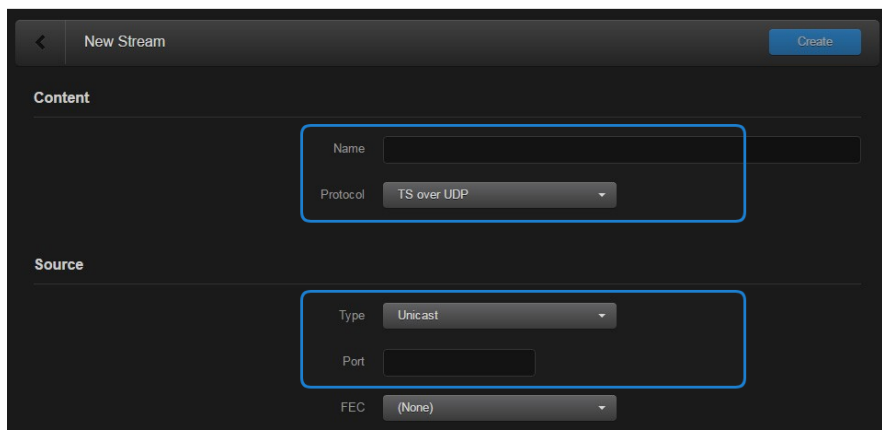 New Stream
Create
Content
Name
Protocol TS over UDP
Source
Type Unicast
Port
FEC (None)